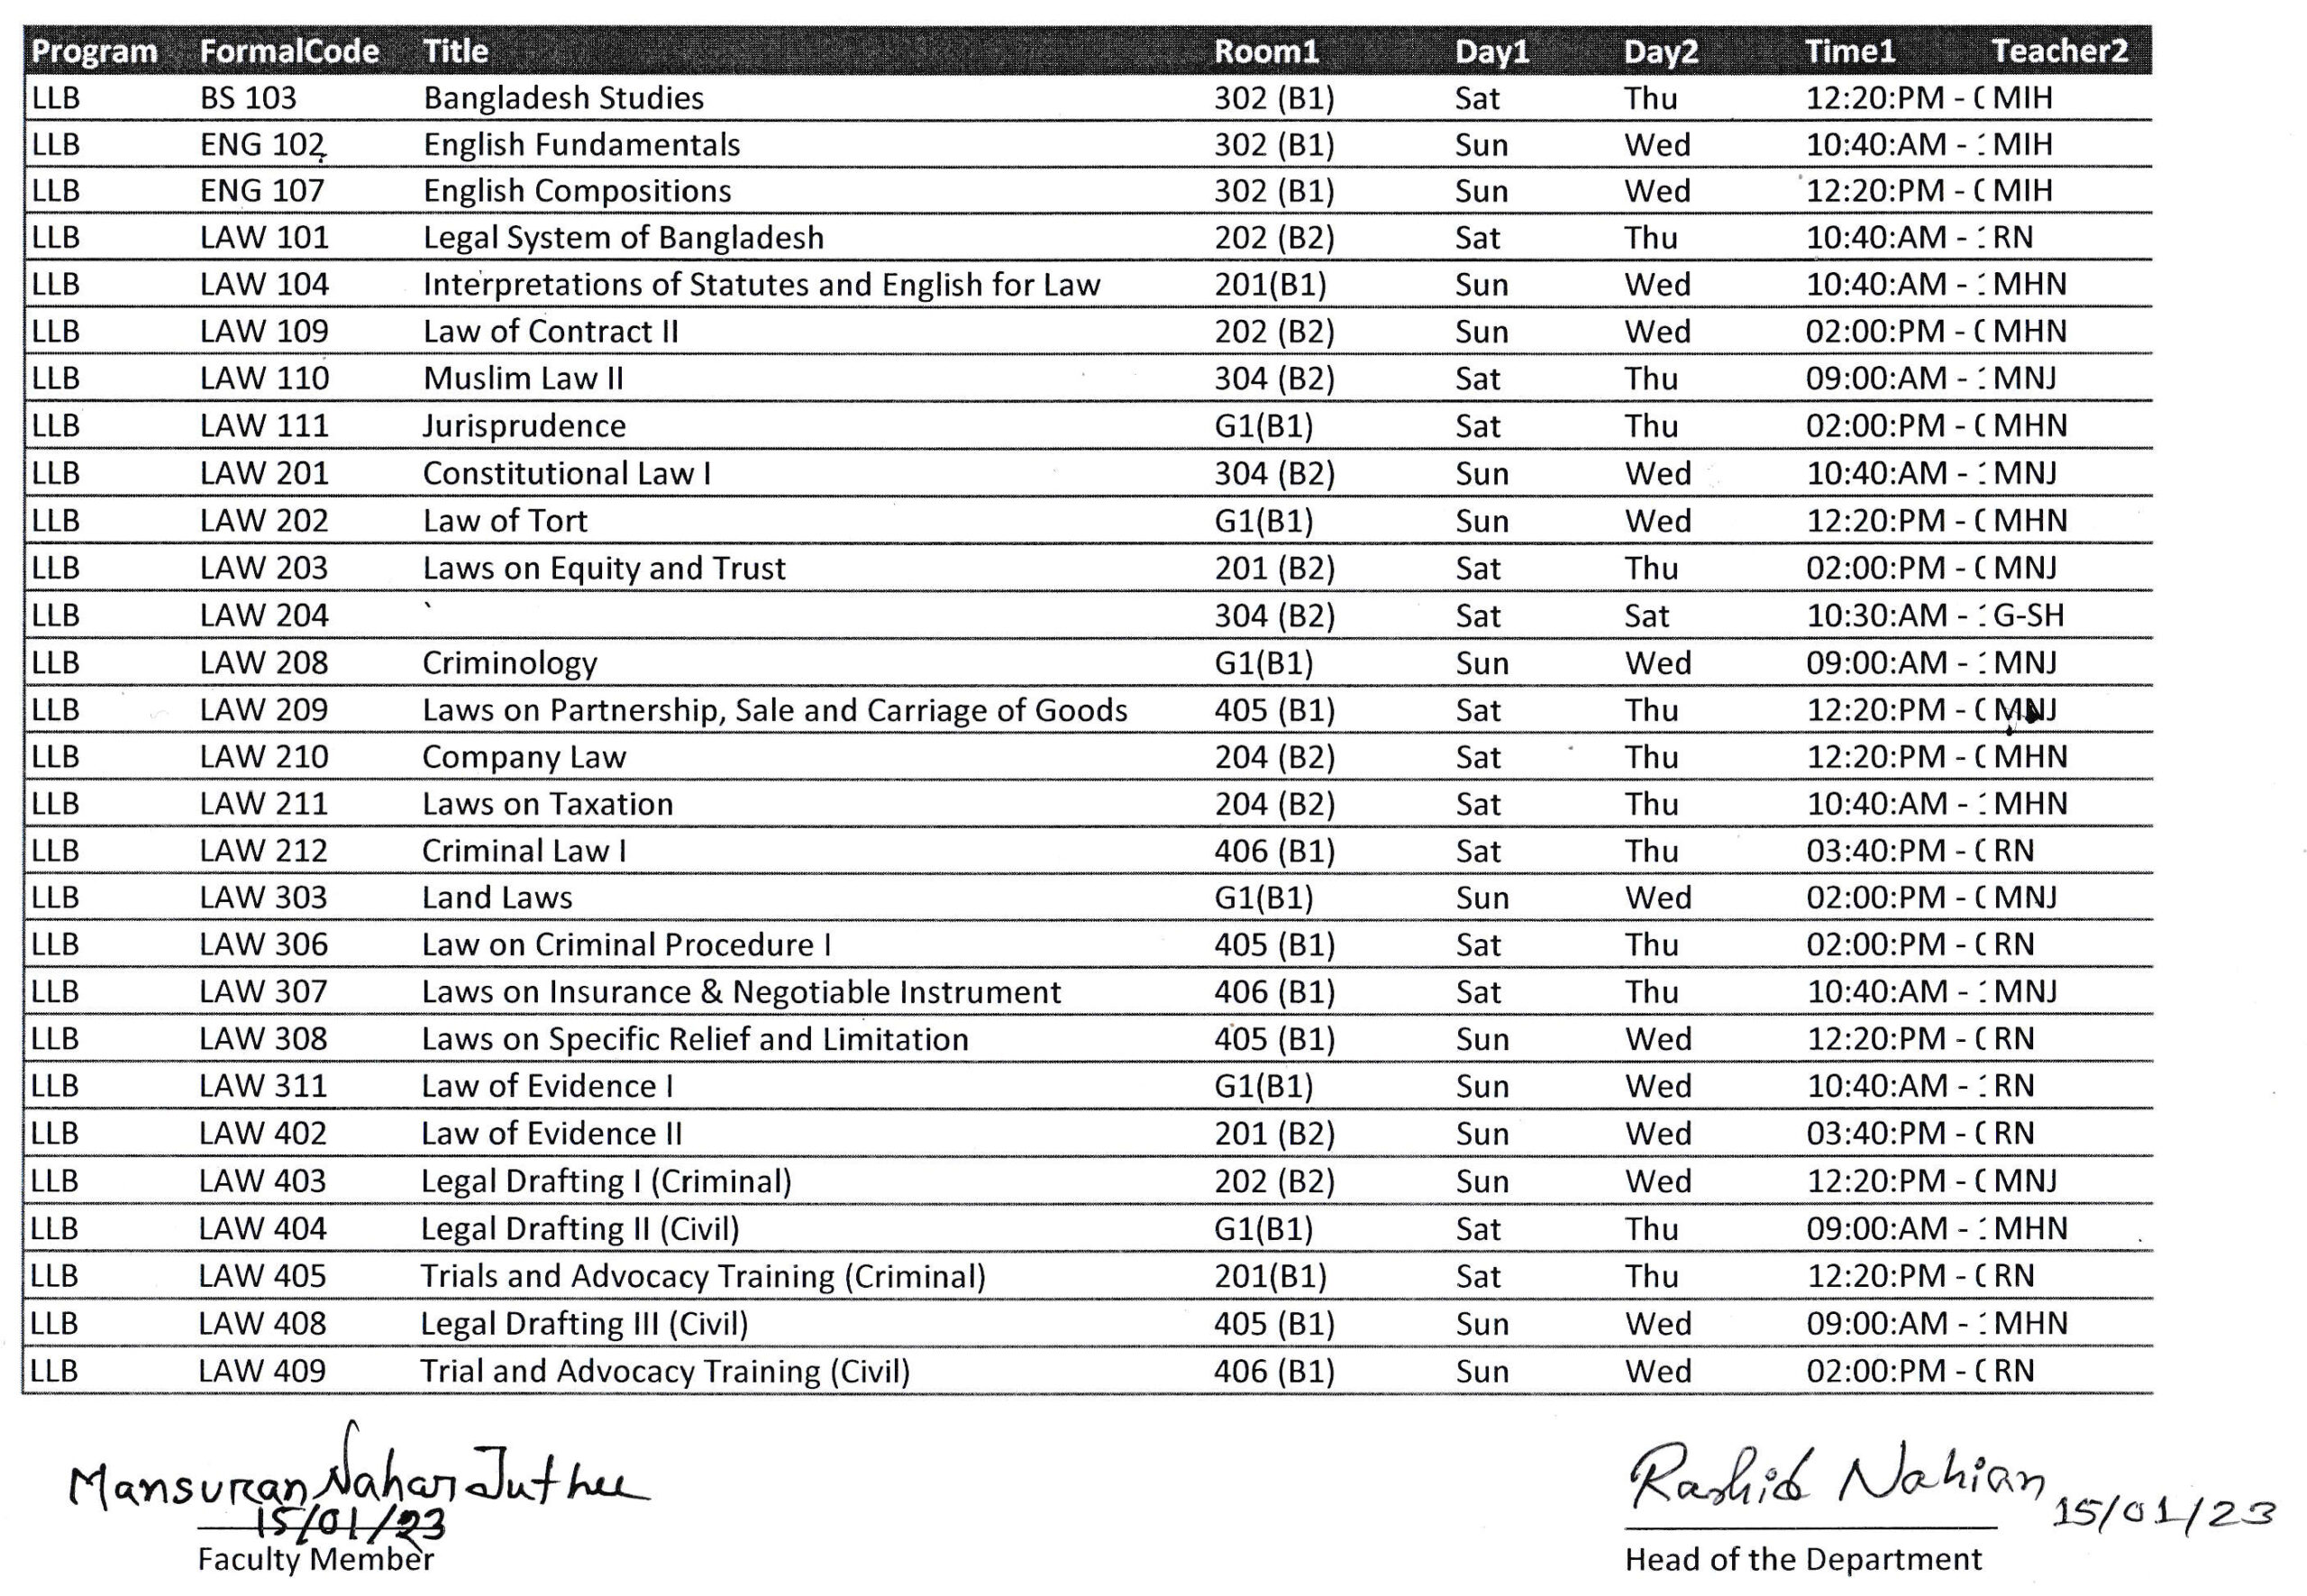 Program FormalCode Title Room1 Day1 Day2 Time1 Teacher2
LLB BS 103 Bangladesh Studies 302 (B1) Sat Thu 12:20:PM - ( MIH
LLB ENG 102 English Fundamentals 302 (B1) Sun Wed 10:40:AM - : MIH
LLB ENG 107 English Compositions 302 (B1) Sun Wed 12:20:PM - ( MIH
LLB LAW 101 Legal System of Bangladesh 202 (B2) Sat Thu 10:40:AM - : RN
LLB LAW 104 Interpretations of Statutes and English for Law 201(B1) Sun Wed 10:40:AM - : MHN
LLB LAW 109 Law of Contract II 202 (B2) Sun Wed 02:00:PM - ( MHN
LLB LAW 110 Muslim Law II 304 (B2) Sat Thu 09:00:AM - : MNJ
LLB LAW 111 Jurisprudence G1(B1) Sat Thu 02:00:PM - ( MHN
LLB LAW 201 Constitutional Law I 304 (B2) Sun Wed 10:40:AM - : MNJ
LLB LAW 202 Law of Tort G1(B1) Sun Wed 12:20:PM - ( MHN
LLB LAW 203 Laws on Equity and Trust 201 (B2) Sat Thu 02:00:PM - ( MNJ
LLB LAW 204 ` 304 (B2) Sat Sat 10:30:AM - : G-SH
LLB LAW 208 Criminology G1(B1) Sun Wed 09:00:AM - : MNJ
LLB LAW 209 Laws on Partnership, Sale and Carriage of Goods 405 (B1) Sat Thu 12:20:PM - ( MNJ
LLB LAW 210 Company Law 204 (B2) Sat Thu 12:20:PM - ( MHN
LLB LAW 211 Laws on Taxation 204 (B2) Sat Thu 10:40:AM - : MHN
LLB LAW 212 Criminal Law I 406 (B1) Sat Thu 03:40:PM - ( RN
LLB LAW 303 Land Laws G1(B1) Sun Wed 02:00:PM - ( MNJ
LLB LAW 306 Law on Criminal Procedure I 405 (B1) Sat Thu 02:00:PM - ( RN
LLB LAW 307 Laws on Insurance & Negotiable Instrument 406 (B1) Sat Thu 10:40:AM - : MNJ
LLB LAW 308 Laws on Specific Relief and Limitation 405 (B1) Sun Wed 12:20:PM - ( RN
LLB LAW 311 Law of Evidence I G1(B1) Sun Wed 10:40:AM - : RN
LLB LAW 402 Law of Evidence II 201 (B2) Sun Wed 03:40:PM - ( RN
LLB LAW 403 Legal Drafting I (Criminal) 202 (B2) Sun Wed 12:20:PM - ( MNJ
LLB LAW 404 Legal Drafting II (Civil) G1(B1) Sat Thu 09:00:AM - : MHN
LLB LAW 405 Trials and Advocacy Training (Criminal) 201(B1) Sat Thu 12:20:PM - ( RN
LLB LAW 408 Legal Drafting III (Civil) 405 (B1) Sun Wed 09:00:AM - : MHN
LLB LAW 409 Trial and Advocacy Training (Civil) 406 (B1) Sun Wed 02:00:PM - ( RN
Mansuran Nahar Juthee Rashid Nahian
15/01/23 15/01/23
Faculty Member Head of the Department